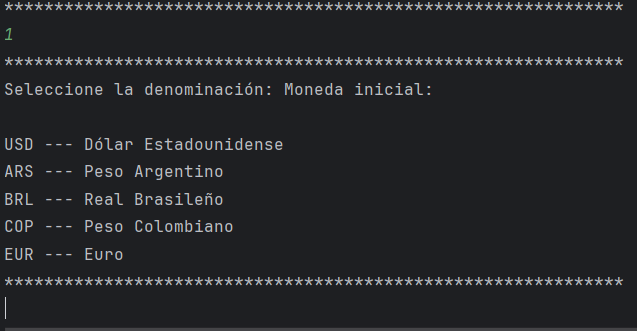 **************************************************************
1
**************************************************************
Seleccione la denominación: Moneda inicial:
USD --- Dólar Estadounidense
ARS --- Peso Argentino
BRL --- Real Brasileño
COP --- Peso Colombiano
EUR --- Euro
**************************************************************